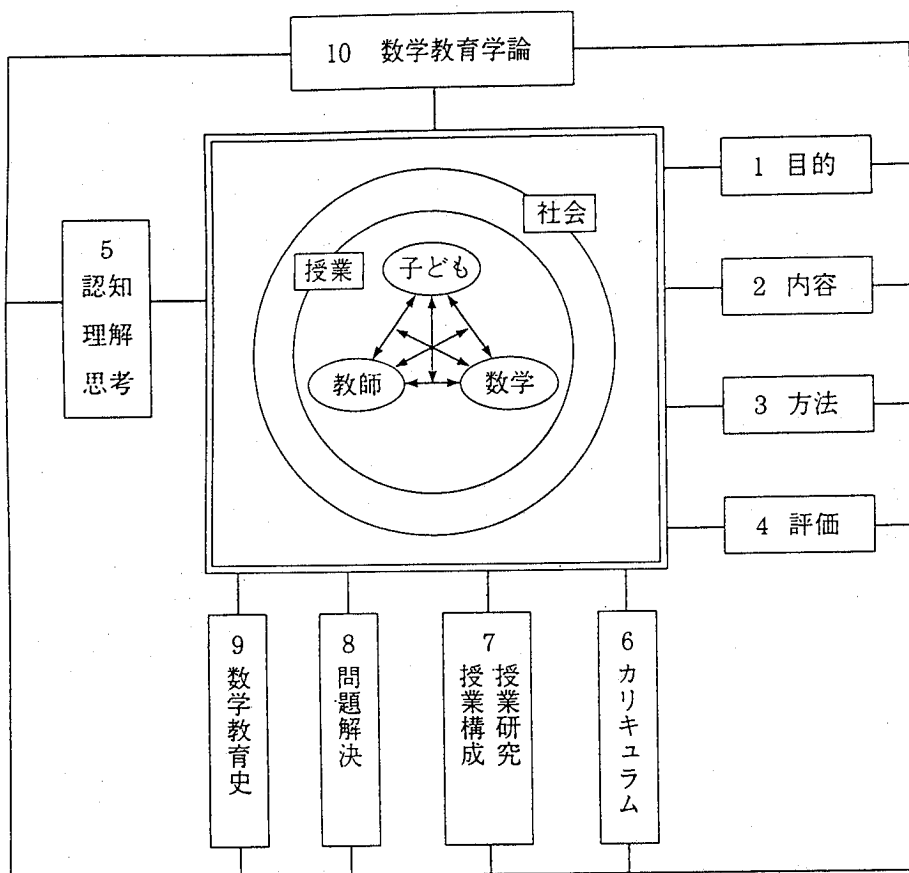 10 数学教育学論
1 目的
社会
5
認知
理解
思考
授業
子ども
2 内容
教師
数学
3 方法
4 評価
9
数学教育史
8
問題解決
7
授業研究
授業構成
6
カリキュラム